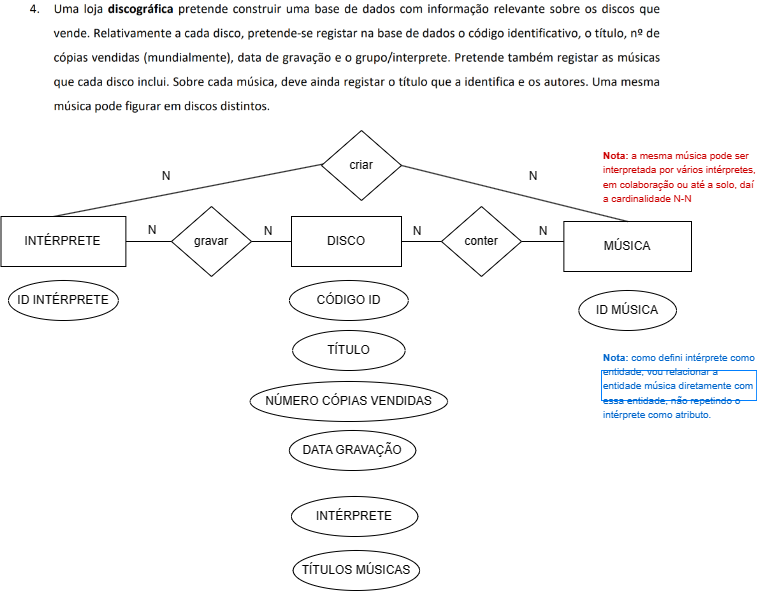 4. Uma loja discográfica pretende construir uma base de dados com informação relevante sobre os discos que
vende. Relativamente a cada disco, pretende-se registar na base de dados o código identificativo, o título, nº de
cópias vendidas (mundialmente), data de gravação e o grupo/interprete. Pretende também registar as músicas
que cada disco inclui. Sobre cada música, deve ainda registar o título que a identifica e os autores. Uma mesma
música pode figurar em discos distintos.
criar
N
N
Nota: a mesma música pode ser
interpretada por vários intérpretes,
em colaboração ou até a solo, daí
a cardinalidade N-N
INTÉRPRETE
N
gravar
N
DISCO
N
conter
N
MÚSICA
ID INTÉRPRETE
CÓDIGO ID
ID MÚSICA
TÍTULO
Nota: como defini intérprete como
entidade, vou relacionar a
entidade música diretamente com
essa entidade, não repetindo o
intérprete como atributo.
NÚMERO CÓPIAS VENDIDAS
DATA GRAVAÇÃO
INTÉRPRETE
TÍTULOS MÚSICAS